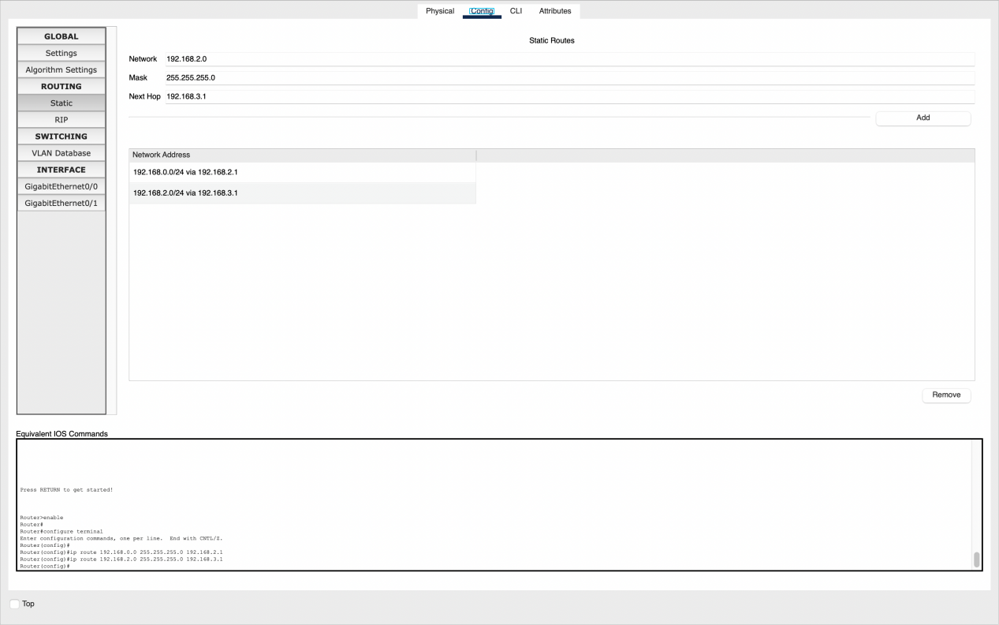 Physical Config CLI Attributes
GLOBAL
Settings
Algorithm Settings
ROUTING
Static
RIP
SWITCHING
VLAN Database
INTERFACE
GigabitEthernet0/0
GigabitEthernet0/1
Static Routes
Network 192.168.2.0
Mask 255.255.255.0
Next Hop 192.168.3.1
Add
Network Address
192.168.0.0/24 via 192.168.2.1
192.168.2.0/24 via 192.168.3.1
Remove
Equivalent IOS Commands
Press RETURN to get started!
Router>enable
Router#
Router#configure terminal
Enter configuration commands, one per line.  End with CNTL/Z.
Router(config)#
Router(config)#ip route 192.168.0.0 255.255.255.0 192.168.2.1
Router(config)#ip route 192.168.2.0 255.255.255.0 192.168.3.1
Router(config)#
Top